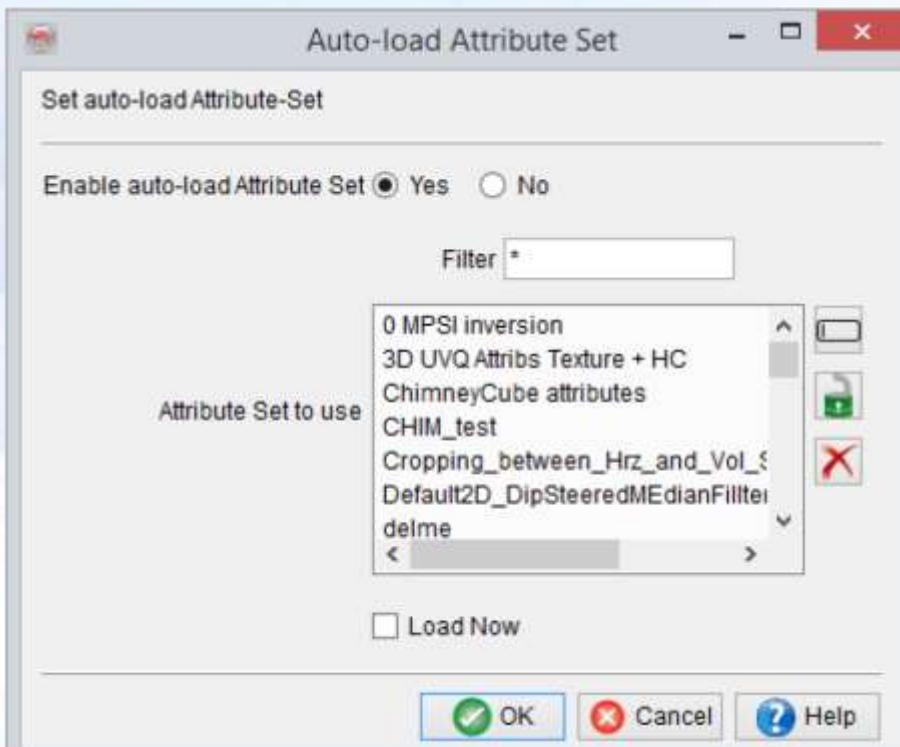 Auto-load Attribute Set
Set auto-load Attribute-Set
Enable auto-load Attribute Set Yes No
Filter *
Attribute Set to use
0 MPSI inversion
3D UVQ Attribs Texture + HC
ChimneyCube attributes
CHIM_test
Cropping_between_Hrz_and_Vol_S
Default2D_DipSteeredMEdianFillter
delme
Load Now
OK Cancel Help